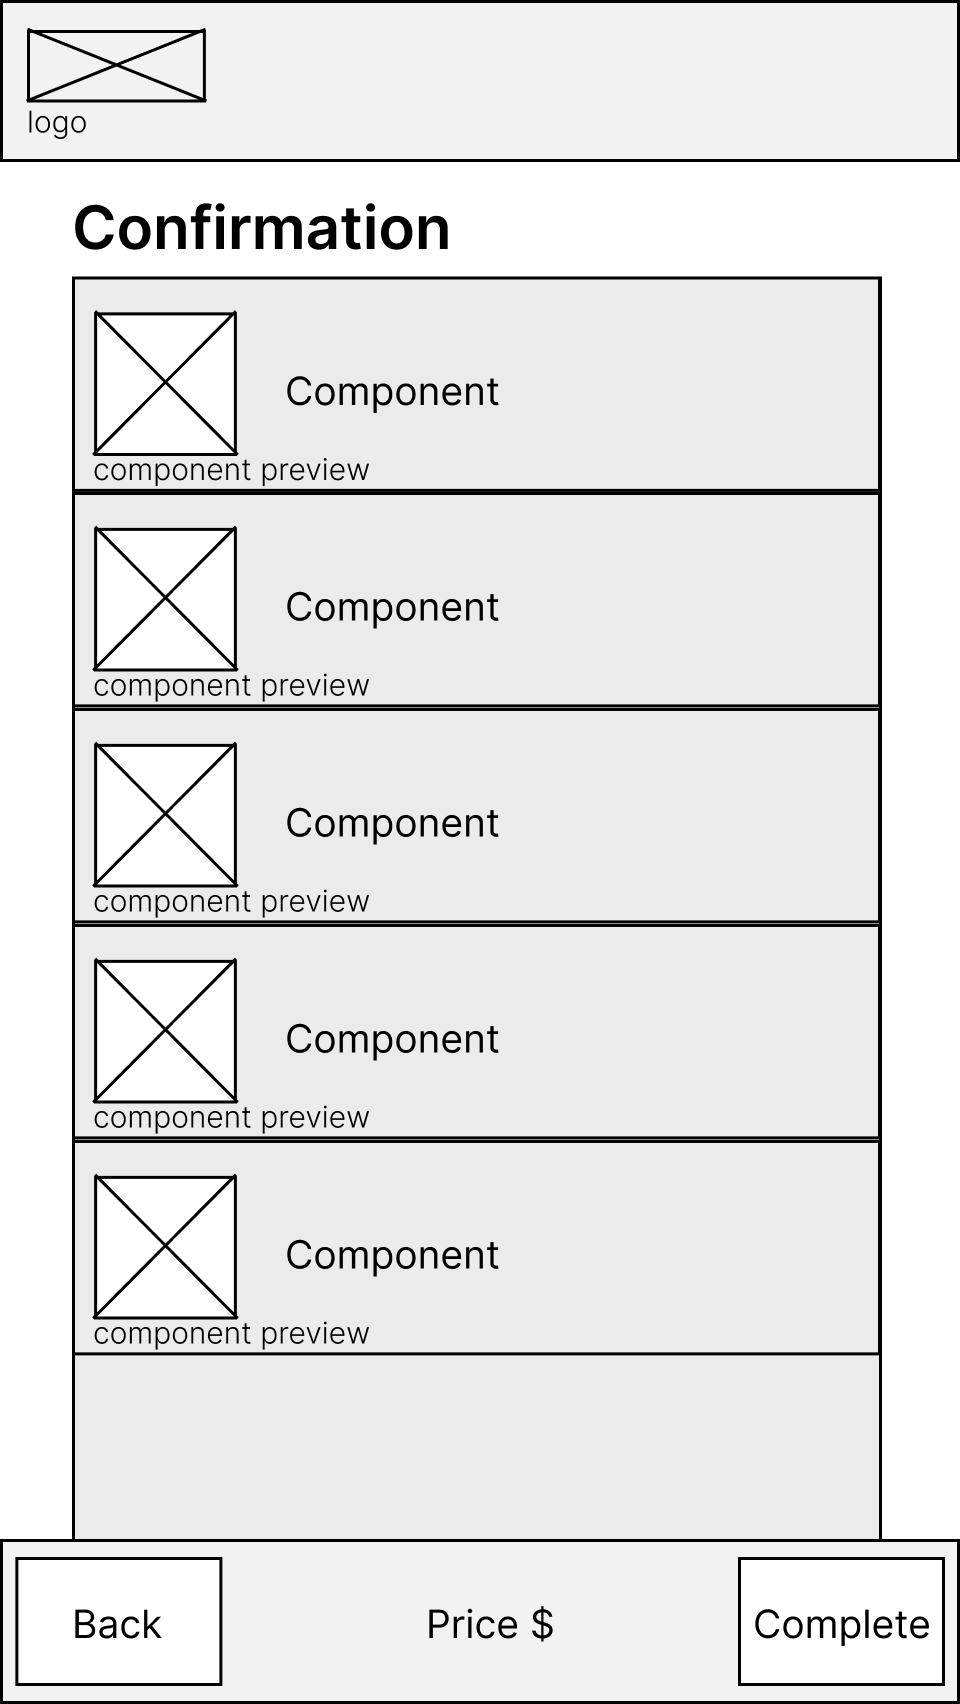 logo
Confirmation
Component
component preview
Component
component preview
Component
component preview
Component
component preview
Component
component preview
Back
Price $
Complete